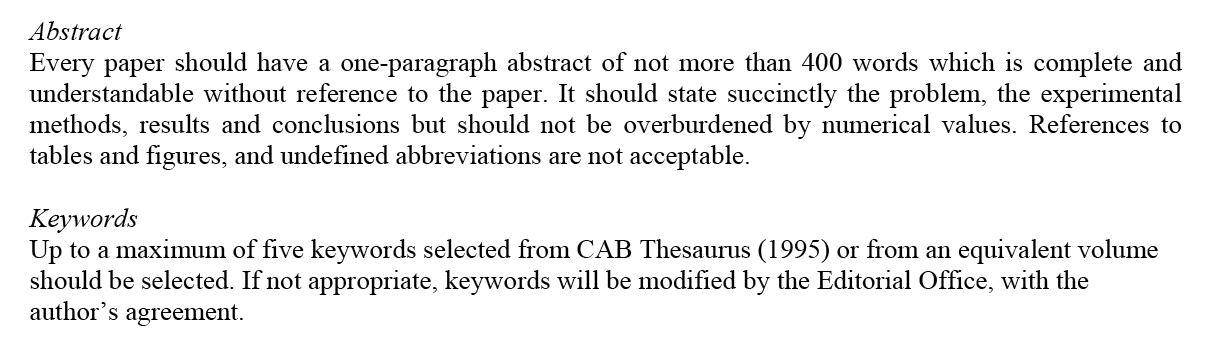 Abstract
Every paper should have a one-paragraph abstract of not more than 400 words which is complete and
understandable without reference to the paper. It should state succinctly the problem, the experimental
methods, results and conclusions but should not be overburdened by numerical values. References to
tables and figures, and undefined abbreviations are not acceptable.
Keywords
Up to a maximum of five keywords selected from CAB Thesaurus (1995) or from an equivalent volume
should be selected. If not appropriate, keywords will be modified by the Editorial Office, with the
author’s agreement.